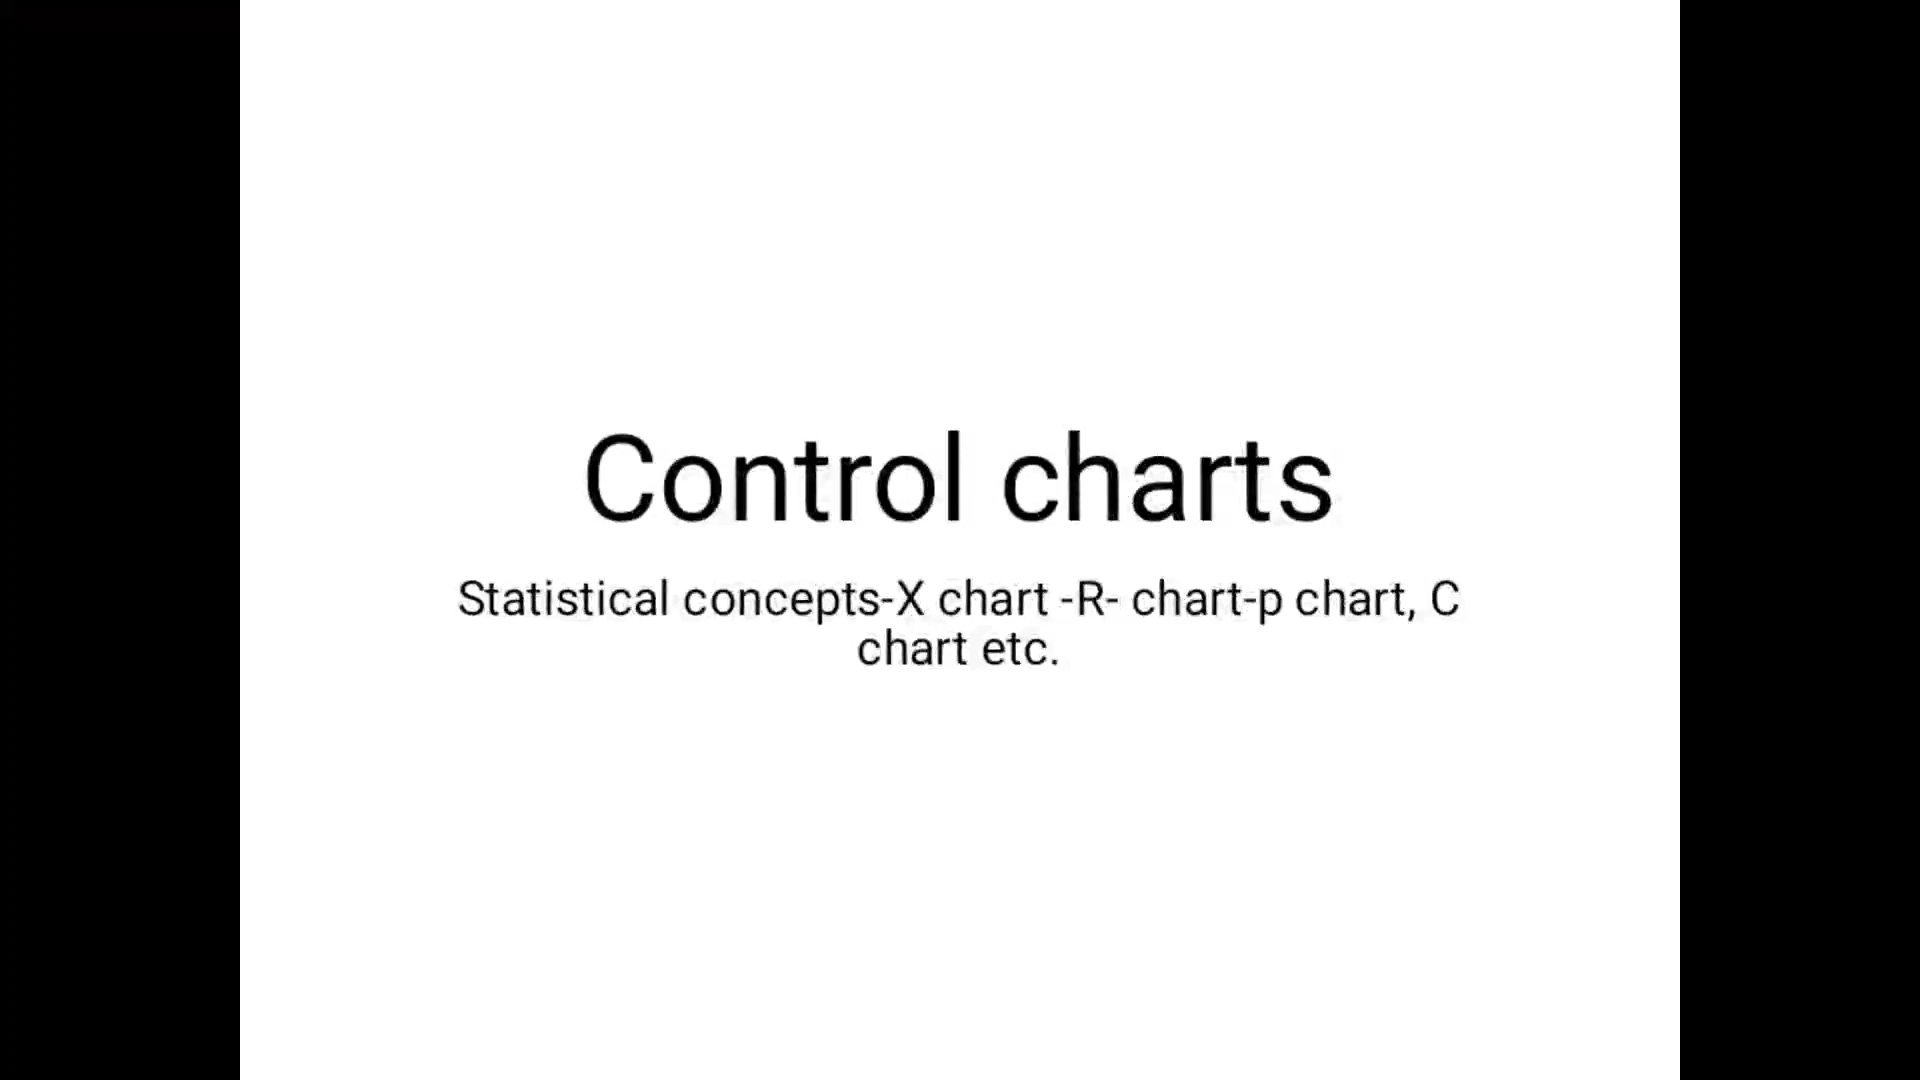 Control charts
Statistical concepts-X chart -R- chart-p chart, C
chart etc.